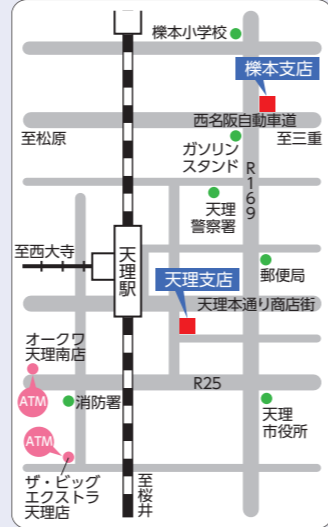 櫟本小学校
櫟本支店
西名阪自動車道
至松原
至三重
ガソリン
スタンド
R169
天理
警察署
至西大寺
天理駅
郵便局
天理支店
天理本通り商店街
オークワ
天理南店
R25
ATM
消防署
天理
市役所
ATM
ザ・ビッグ
エクストラ
天理店
至桜井